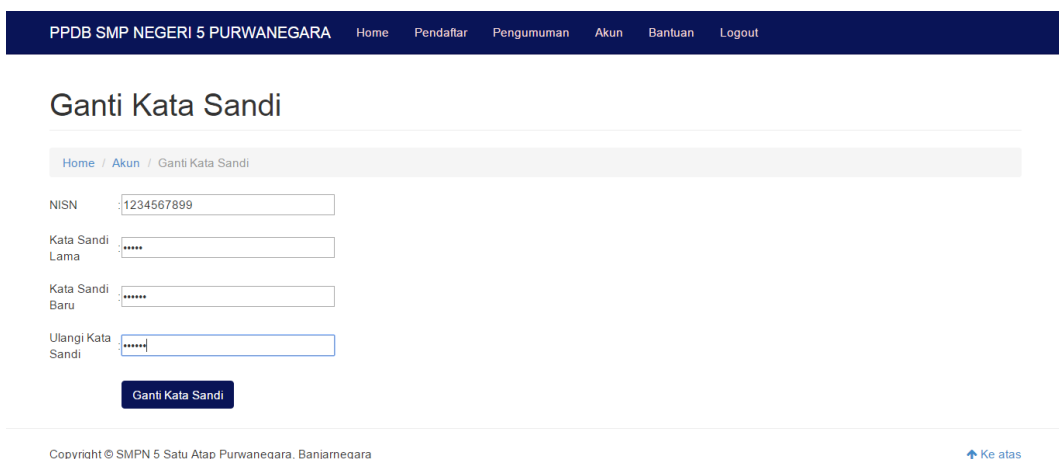 PPDB SMP NEGERI 5 PURWANEGARA Home Pendaftar Pengumuman Akun Bantuan Logout
Ganti Kata Sandi
Home / Akun / Ganti Kata Sandi
NISN : 1234567899
Kata Sandi
Lama : •••••
Kata Sandi
Baru : ••••••
Ulangi Kata
Sandi : ••••••
Ganti Kata Sandi
Copyright © SMPN 5 Satu Atap Purwanegara, Banjarnegara Ke atas